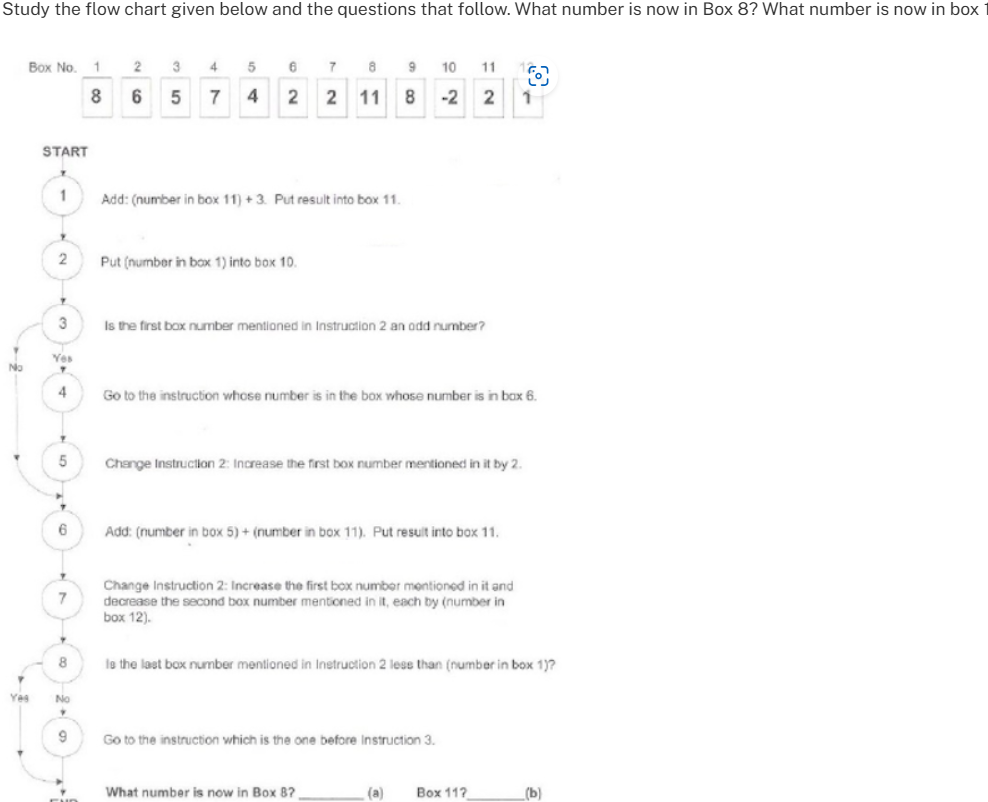 Study the flow chart given below and the questions that follow. What number is now in Box 8? What number is now in box 1
Box No. 1 2 3 4 5 6 7 8 9 10 11
8 6 5 7 4 2 2 11 8 -2 2 1
START
1 Add: (number in box 11) + 3. Put result into box 11.
2 Put (number in box 1) into box 10.
3 Is the first box number mentioned in Instruction 2 an odd number?
No Yes
4 Go to the instruction whose number is in the box whose number is in box 6.
5 Change Instruction 2: Increase the first box number mentioned in it by 2.
6 Add: (number in box 5) + (number in box 11). Put result into box 11.
Change Instruction 2: Increase the first box number mentioned in it and
7 decrease the second box number mentioned in it, each by (number in
box 12).
8 Is the last box number mentioned in Instruction 2 less than (number in box 1)?
Yes No
9 Go to the instruction which is the one before Instruction 3.
What number is now in Box 8? ________ (a) Box 11?_______(b)
END